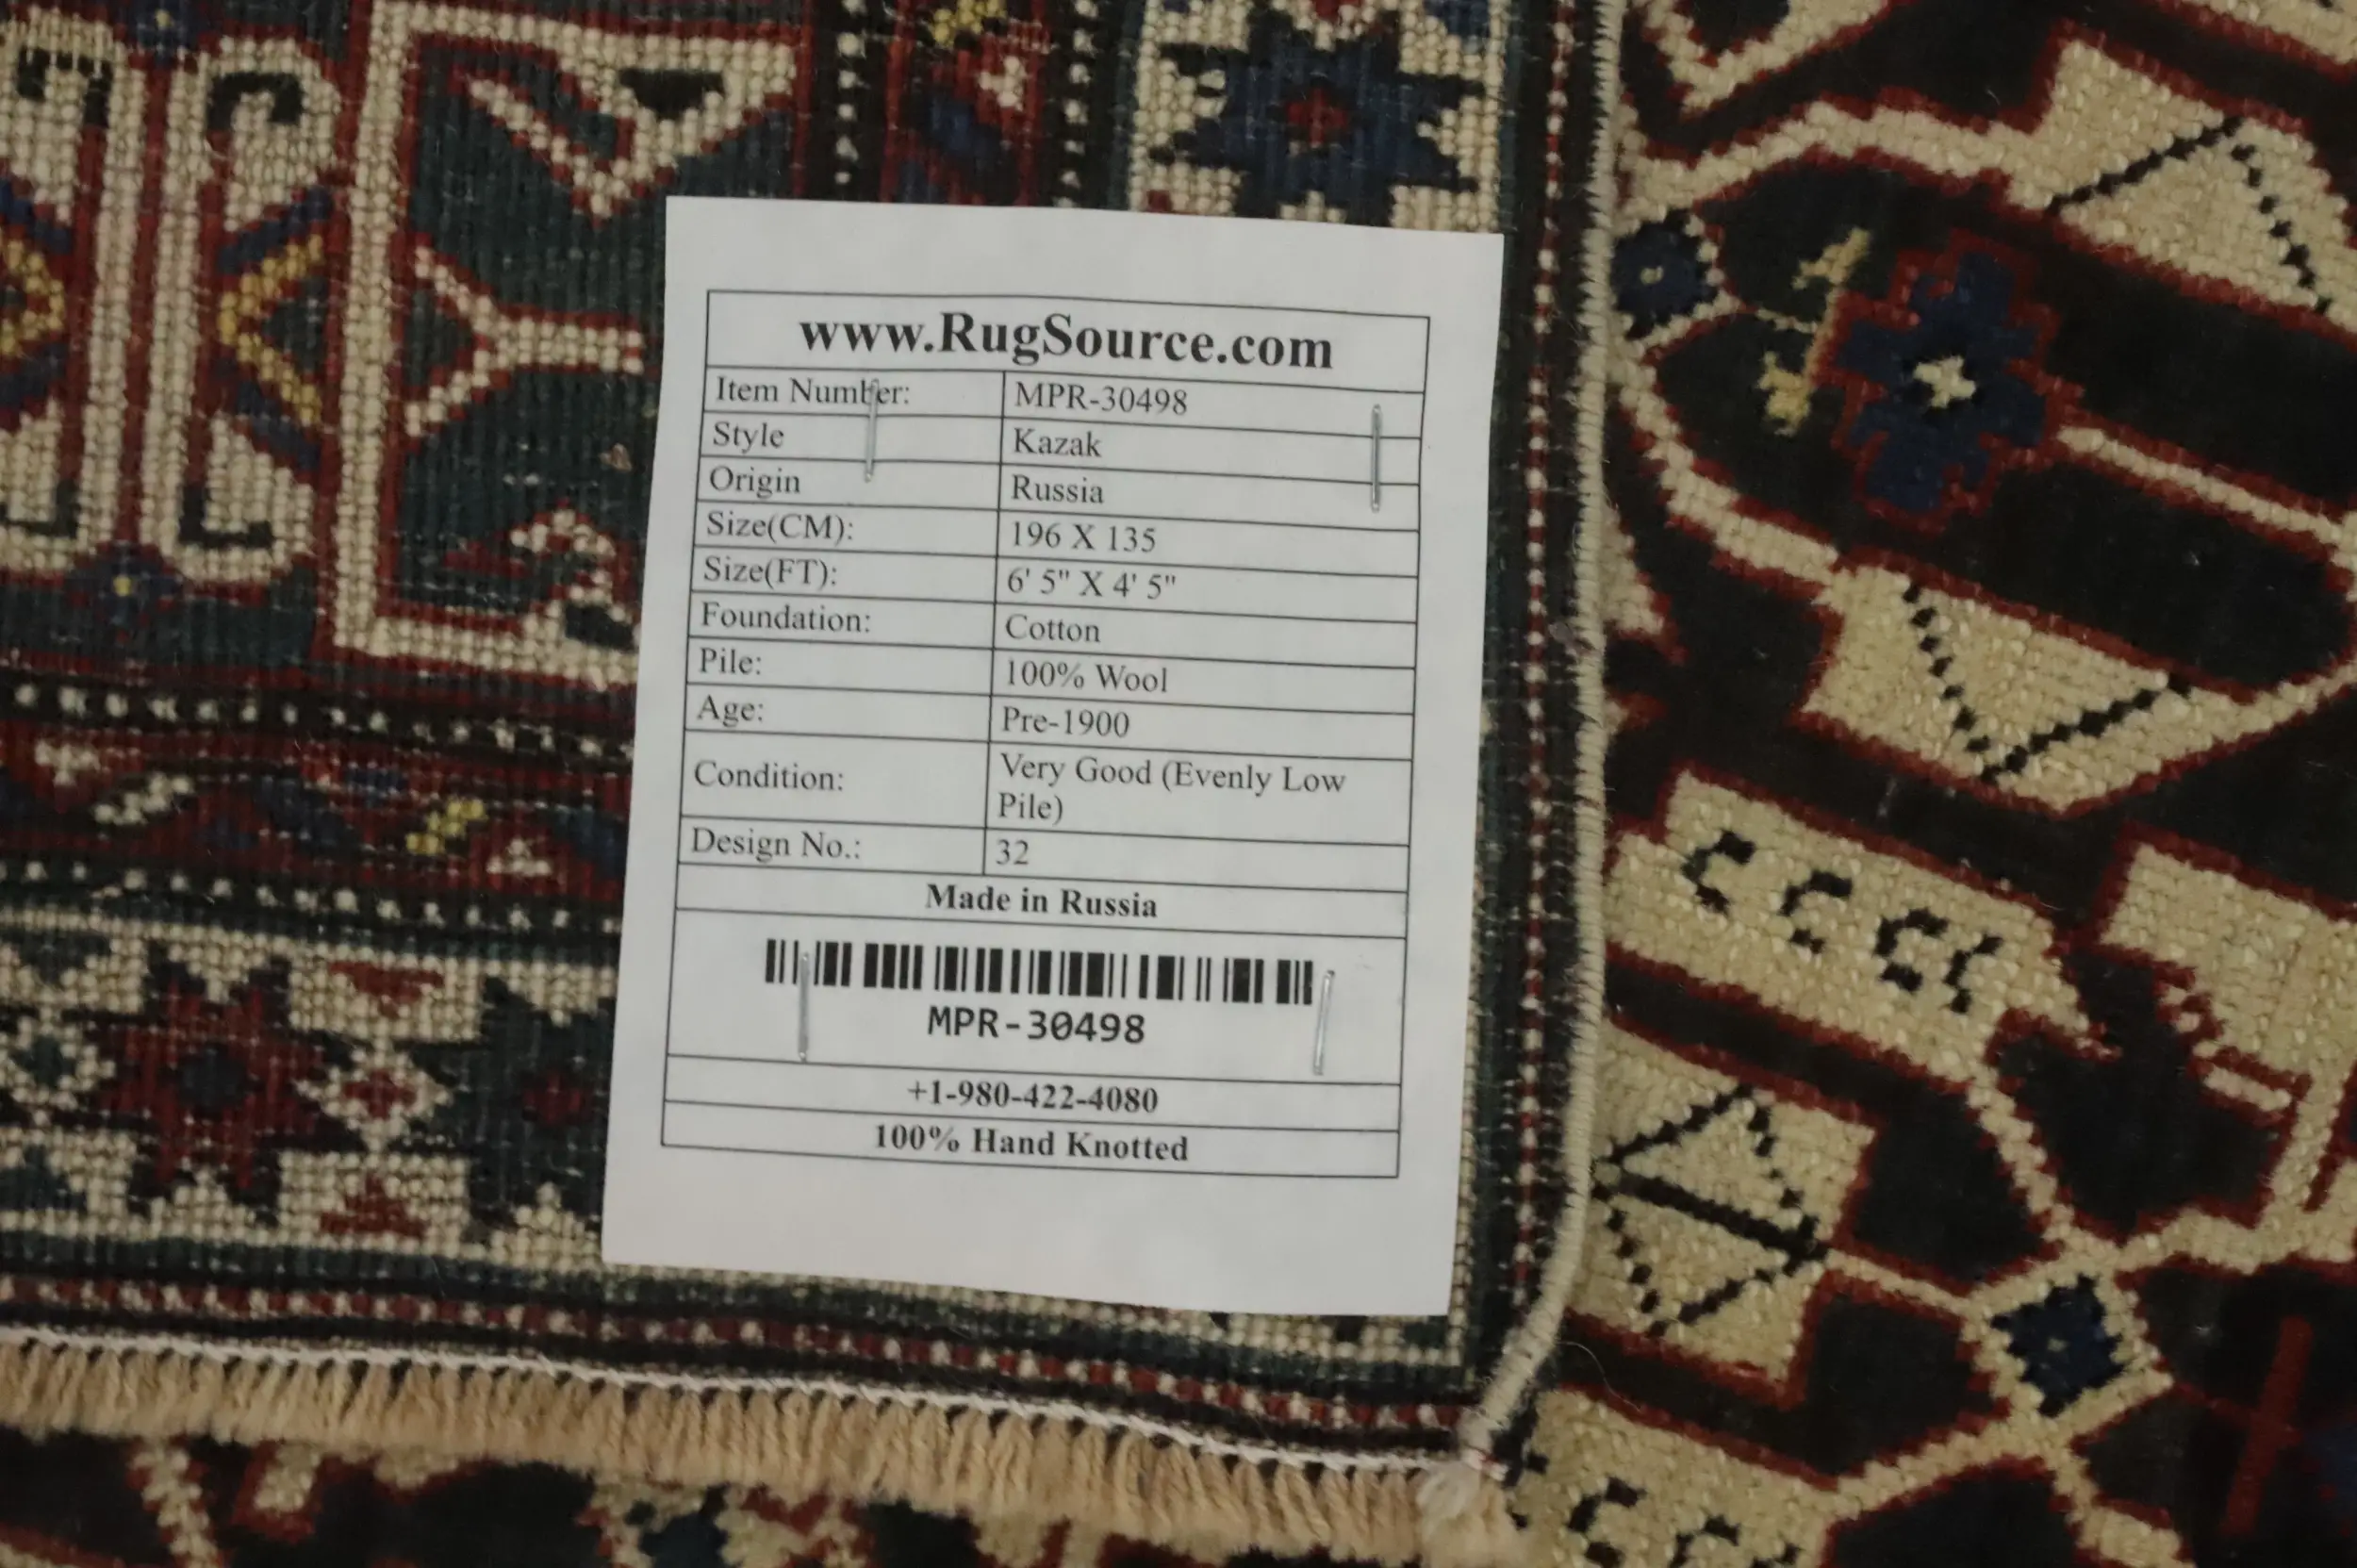 www.RugSource.com
Item Number: MPR-30498
Style Kazak
Origin Russia
Size(CM): 196 X 135
Size(FT): 6' 5" X 4' 5"
Foundation: Cotton
Pile: 100% Wool
Age: Pre-1900
Condition: Very Good (Evenly Low
Pile)
Design No.: 32
Made in Russia
MPR-30498
+1-980-422-4080
100% Hand Knotted